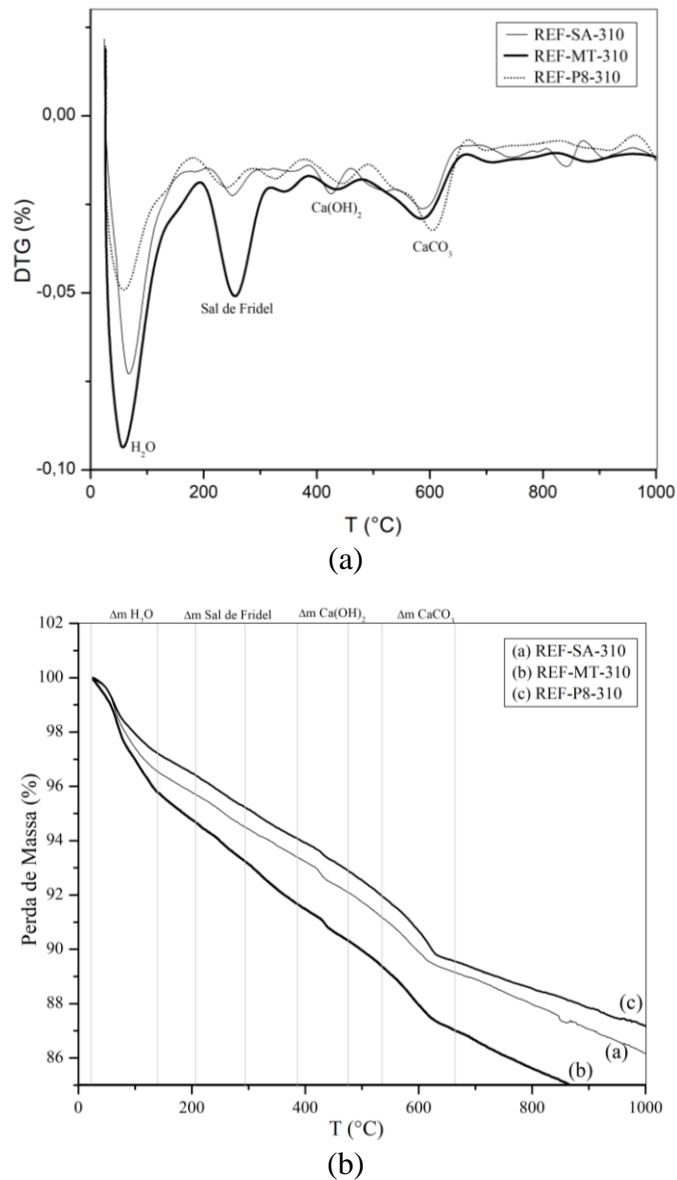 REF-SA-310
REF-MT-310
REF-P8-310
0,00
-0,05
-0,10
DTG (%)
Ca(OH)₂
CaCO₃
Sal de Fridel
H₂O
0 200 400 600 800 1000
T (°C)
(a)
Δm H₂O Δm Sal de Fridel Δm Ca(OH)₂ Δm CaCO₃
102
100
98
96
94
92
90
88
86
Perda de Massa (%)
(a) REF-SA-310
(b) REF-MT-310
(c) REF-P8-310
(c)
(a)
(b)
0 200 400 600 800 1000
T (°C)
(b)